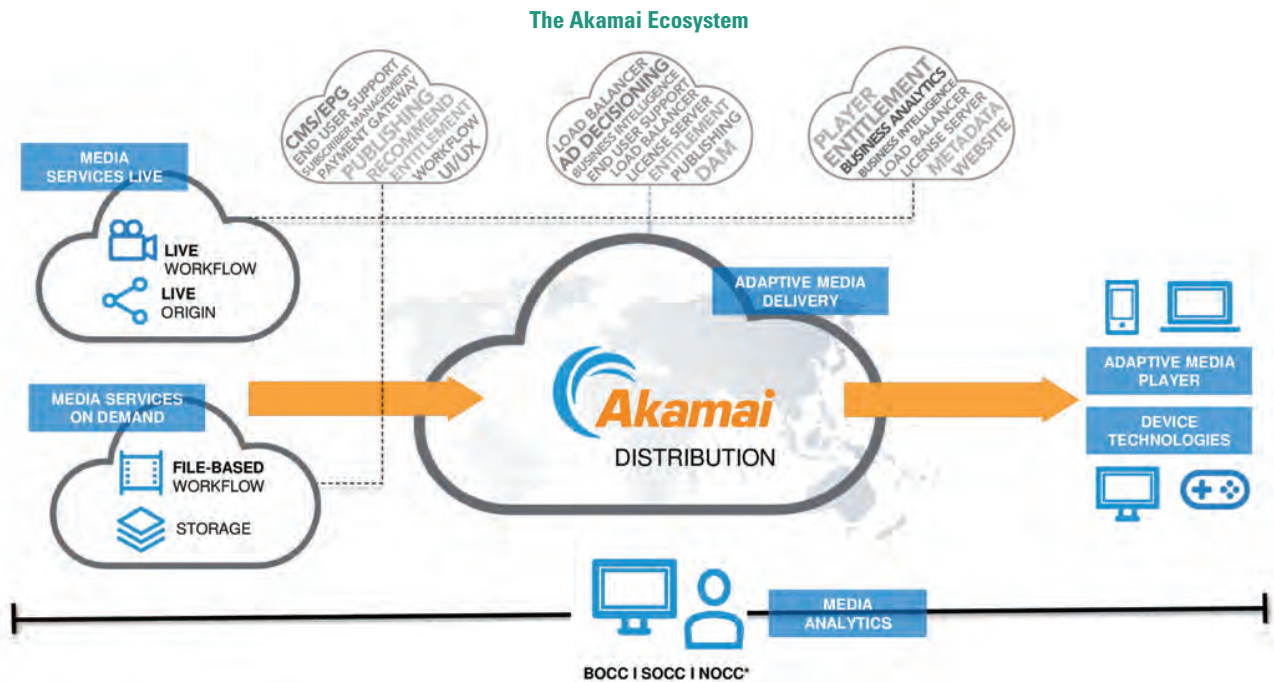 The Akamai Ecosystem
CMS/EPG
END USER SUPPORT
SUBSCRIBER MANAGEMENT
PAYMENT GATEWAY
PUBLISHING
RECOMMEND
ENTITLEMENT
WORKFLOW
UI/UX
LOAD BALANCER
AD DECISIONING
BUSINESS INTELLIGENCE
END USER SUPPORT
LOAD BALANCER
LICENSE SERVER
ENTITLEMENT
PUBLISHING
DAM
PLAYER
ENTITLEMENT
BUSINESS ANALYTICS
BUSINESS INTELLIGENCE
LOAD BALANCER
LICENSE SERVER
METADATA
WEBSITE
MEDIA
SERVICES LIVE
LIVE
WORKFLOW
LIVE
ORIGIN
MEDIA SERVICES
ON DEMAND
FILE-BASED
WORKFLOW
STORAGE
ADAPTIVE MEDIA
DELIVERY
Akamai
DISTRIBUTION
ADAPTIVE MEDIA
PLAYER
DEVICE
TECHNOLOGIES
MEDIA
ANALYTICS
BOCC I SOCC I NOCC*